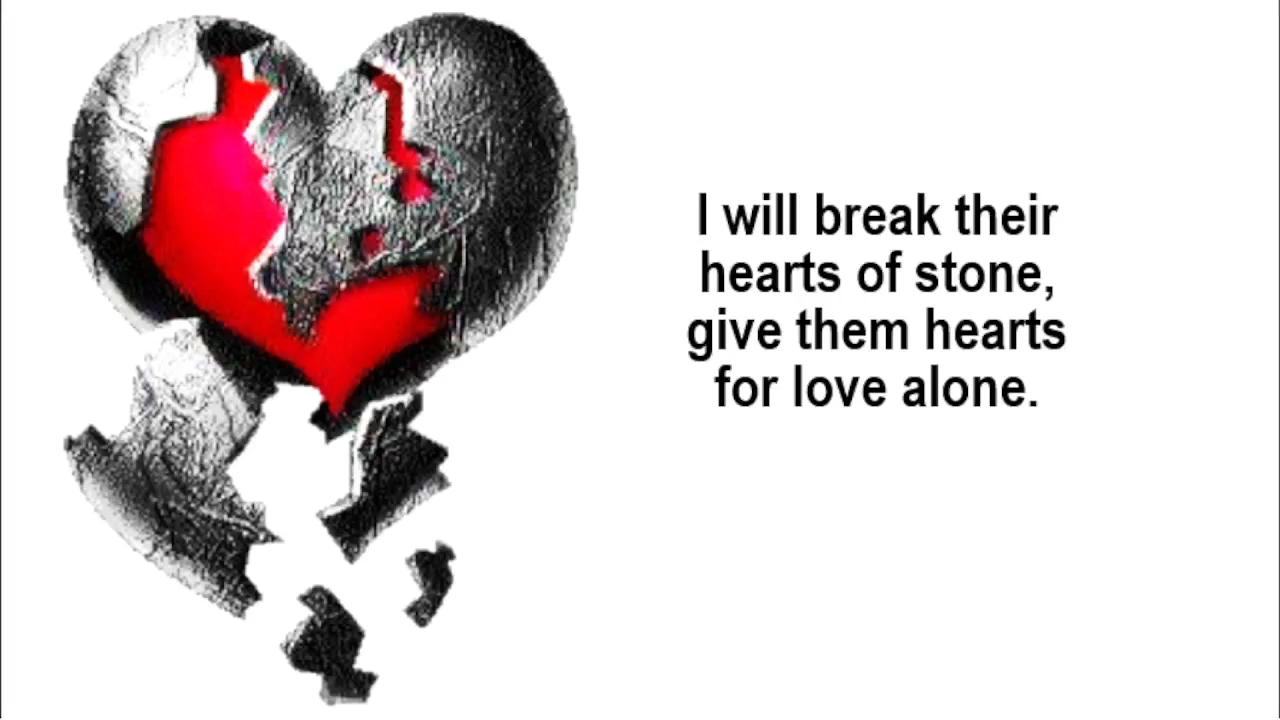 I will break their
hearts of stone,
give them hearts
for love alone.